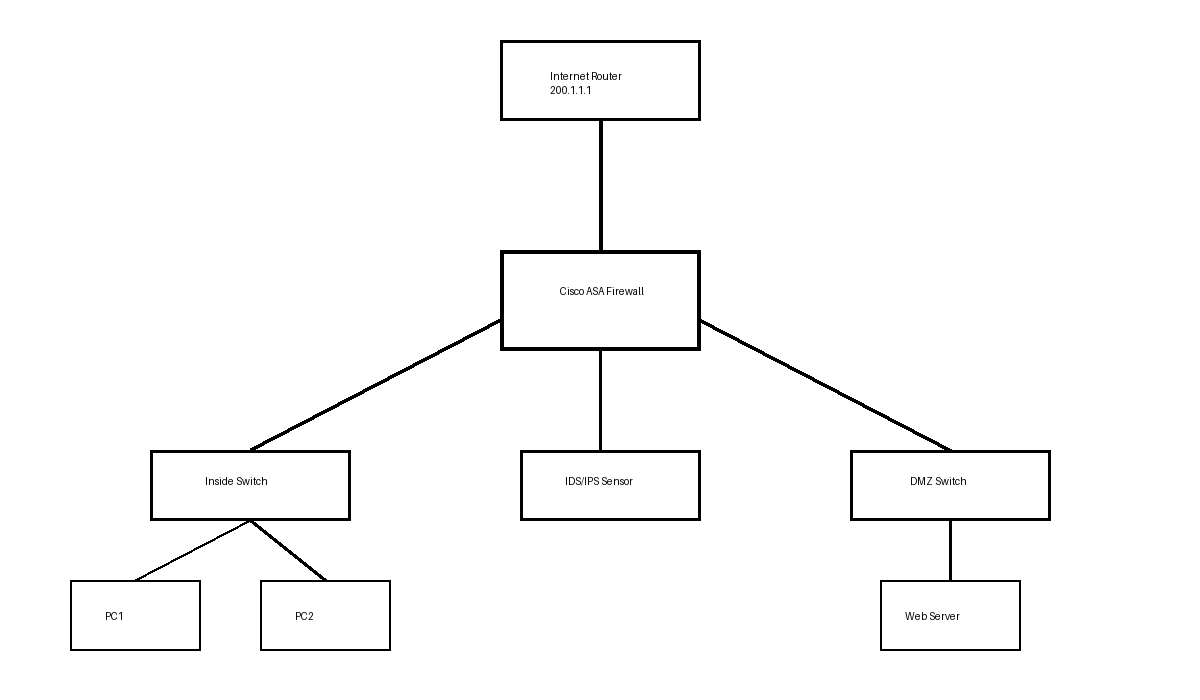 Internet Router
200.1.1.1
Cisco ASA Firewall
Inside Switch
IDS/IPS Sensor
DMZ Switch
PC1
PC2
Web Server